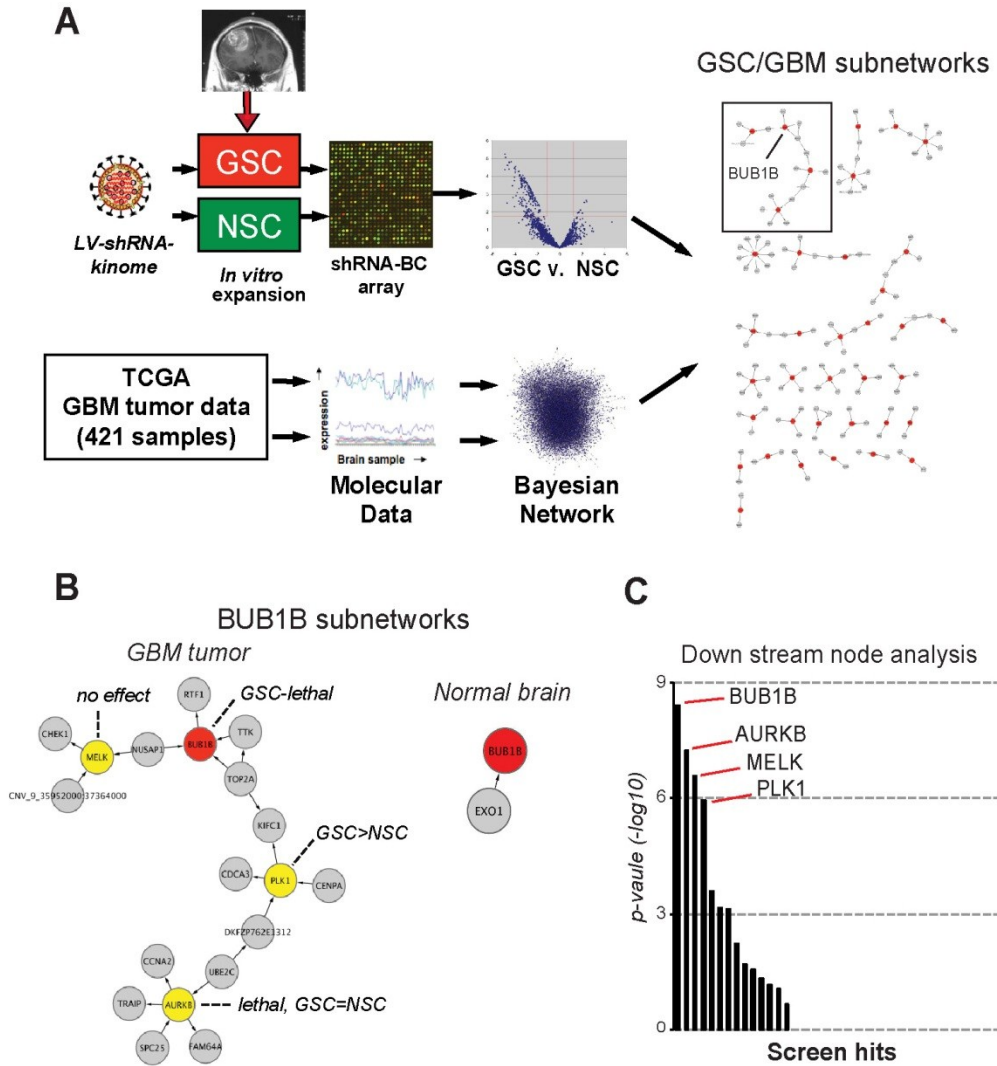 A
GSC/GBM subnetworks
GSC
NSC
LV-shRNA-
kinome
In vitro
expansion
shRNA-BC
array
GSC v. NSC
BUB1B
TCGA
GBM tumor data
(421 samples)
expression
Brain sample
Molecular
Data
Bayesian
Network
B
BUB1B subnetworks
GBM tumor
Normal brain
no effect
GSC-lethal
RTF1
CHEK1
MELK
NUSAP1
BUB1B
TTK
TOP2A
CNV_9_35952000:37364000
KIFC1
GSC>NSC
CDCA3
PLK1
CENPA
DKFZP762E1312
CCNA2
UBE2C
TRAIP
AURKB
lethal, GSC=NSC
SPC25
FAM64A
BUB1B
EXO1
C
Down stream node analysis
9
BUB1B
AURKB
MELK
PLK1
6
p-vaule (-log10)
3
0
Screen hits